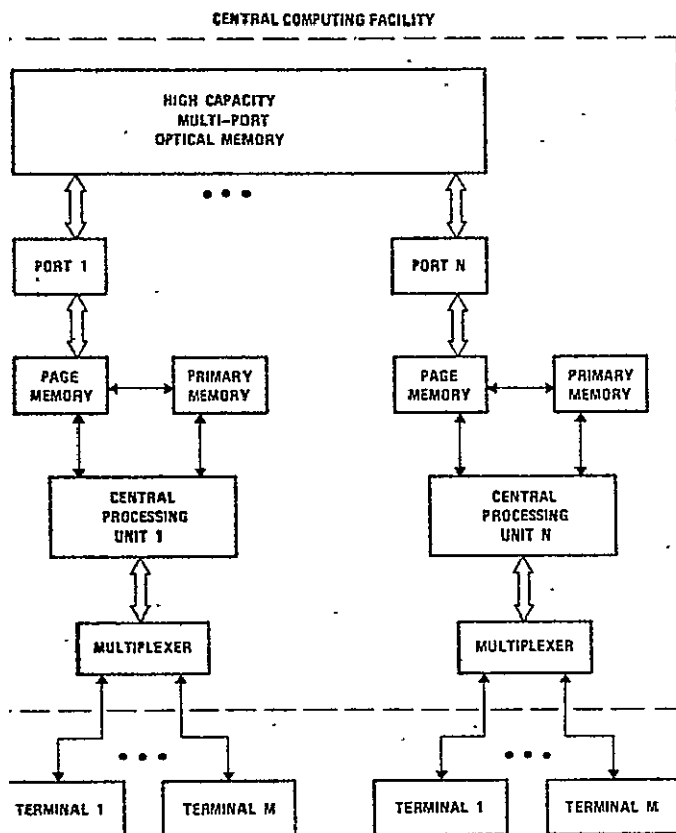 CENTRAL COMPUTING FACILITY
HIGH CAPACITY
MULTI-PORT
OPTICAL MEMORY
PORT 1
PORT N
PAGE
MEMORY
PRIMARY
MEMORY
PAGE
MEMORY
PRIMARY
MEMORY
CENTRAL
PROCESSING
UNIT 1
CENTRAL
PROCESSING
UNIT N
MULTIPLEXER
MULTIPLEXER
TERMINAL 1
TERMINAL M
TERMINAL 1
TERMINAL M